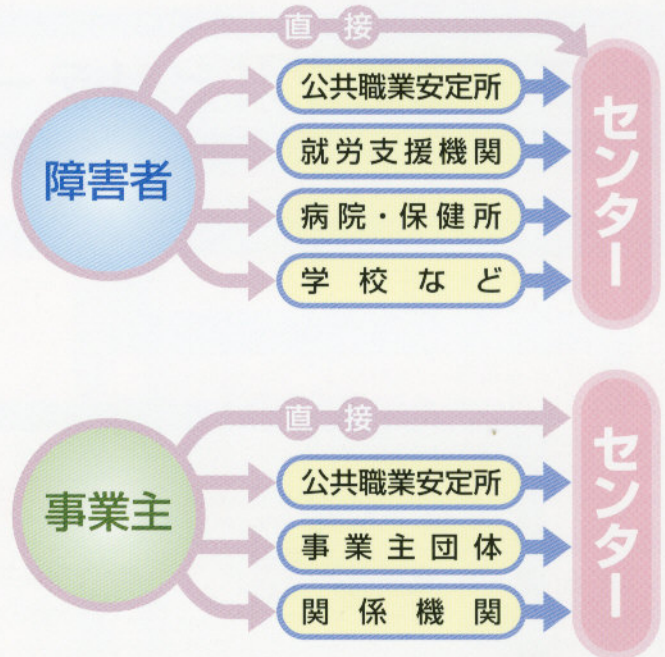 直接
公共職業安定所
就労支援機関
病院・保健所
学校など
障害者
センター
直接
公共職業安定所
事業主団体
関係機関
事業主
センター